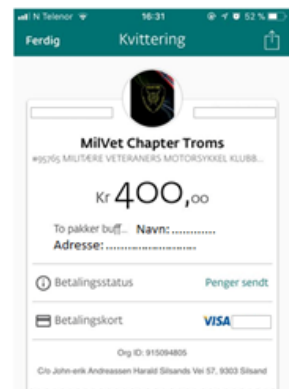 N Telenor 16:31 52 %
Ferdig Kvittering
MilVet Chapter Troms
#95765 MILITÆRE VETERANERS MOTORSYKKEL KLUBB...
Kr 400,00
To pakker buff... Navn: ............
Adresse: ..........................
Betalingsstatus Penger sendt
Betalingskort VISA
Org ID: 915094805
C/o John-erik Andreassen Harald Silsands Vei 57, 9303 Silsand